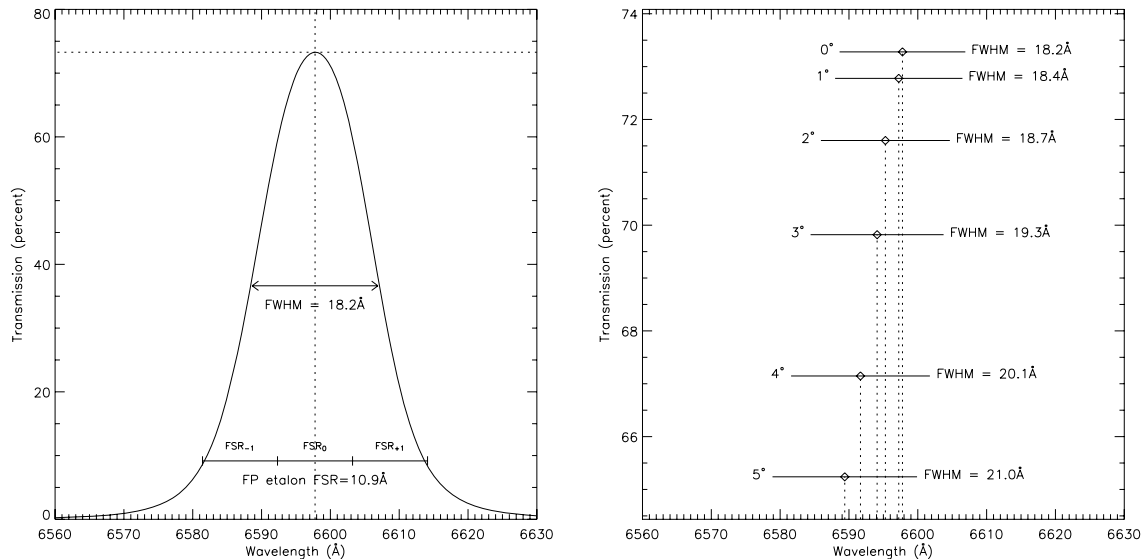 80
60
40
20
0
Transmission (percent)
FWHM = 18.2Å
FSR₋₁ FSR₀ FSR₊₁
FP etalon FSR=10.9Å
6560 6570 6580 6590 6600 6610 6620 6630
Wavelength (Å)
74
72
70
68
66
Transmission (percent)
0° FWHM = 18.2Å
1° FWHM = 18.4Å
2° FWHM = 18.7Å
3° FWHM = 19.3Å
4° FWHM = 20.1Å
5° FWHM = 21.0Å
6560 6570 6580 6590 6600 6610 6620 6630
Wavelength (Å)